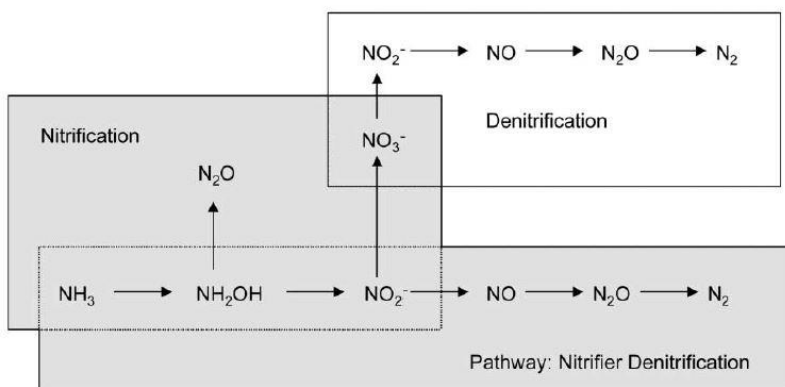 NO₂⁻ NO N₂O N₂
Nitrification Denitrification
NO₃⁻
N₂O
NH₃ NH₂OH NO₂⁻ NO N₂O N₂
Pathway: Nitrifier Denitrification